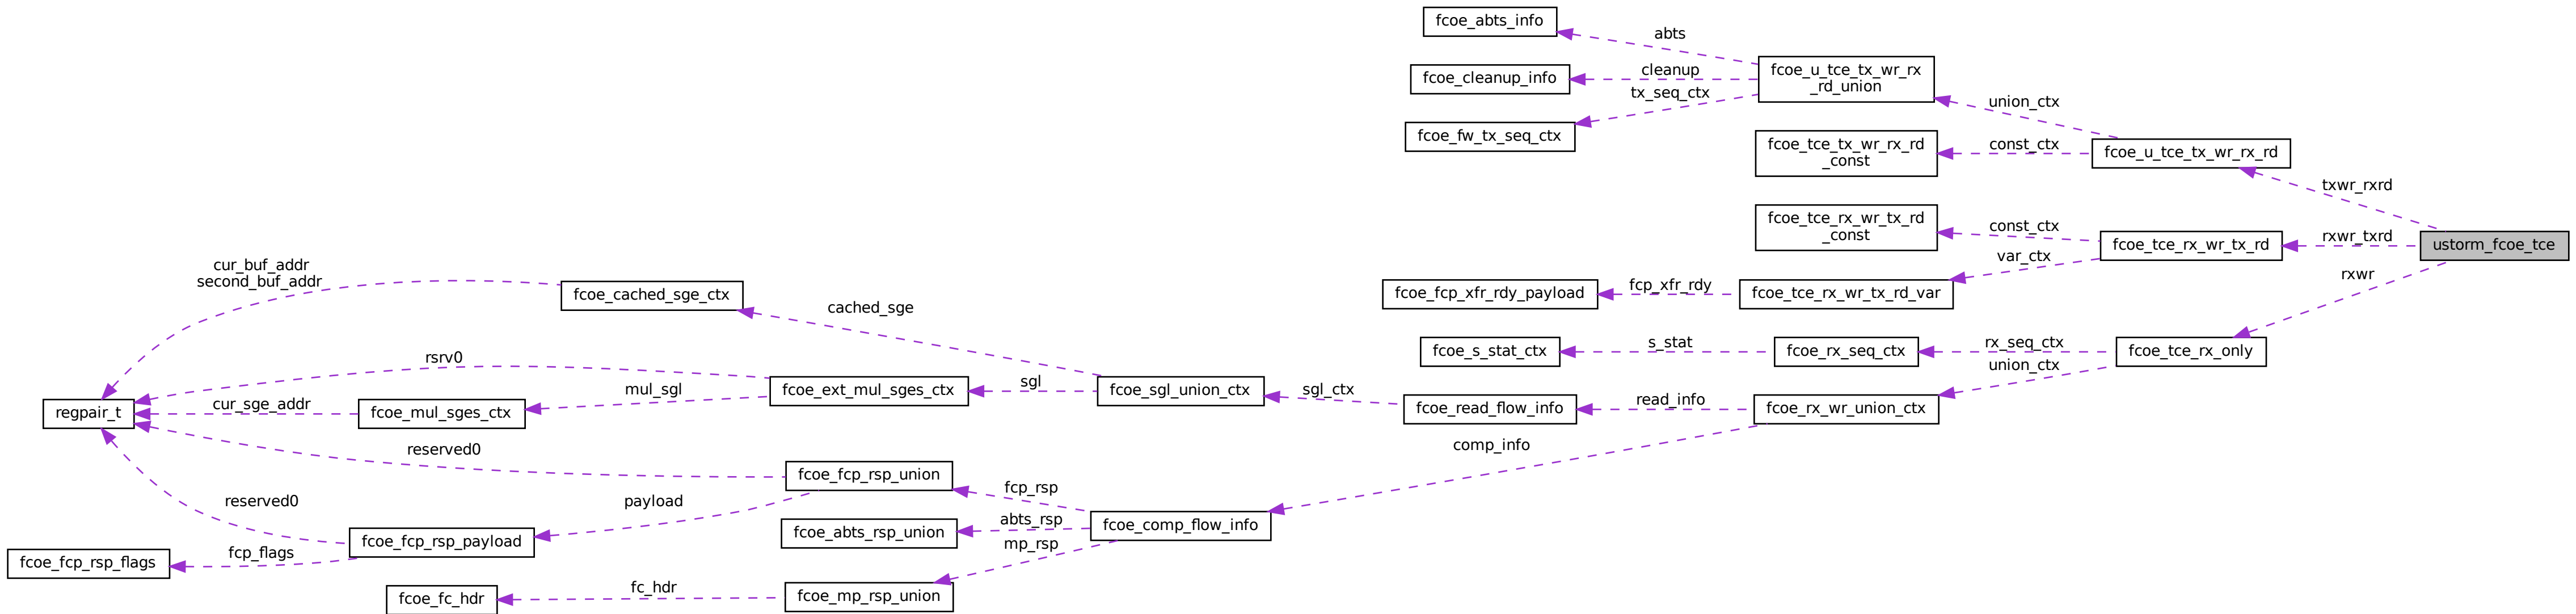 fcoe_abts_info
abts
fcoe_u_tce_tx_wr_rx
_rd_union
fcoe_cleanup_info
cleanup
tx_seq_ctx
union_ctx
fcoe_fw_tx_seq_ctx
fcoe_tce_tx_wr_rx_rd
_const
const_ctx
fcoe_u_tce_tx_wr_rx_rd
txwr_rxrd
fcoe_tce_rx_wr_tx_rd
_const
const_ctx
fcoe_tce_rx_wr_tx_rd
rxwr_txrd
ustorm_fcoe_tce
var_ctx
rxwr
cur_buf_addr
second_buf_addr
fcoe_cached_sge_ctx
cached_sge
fcoe_fcp_xfr_rdy_payload
fcp_xfr_rdy
fcoe_tce_rx_wr_tx_rd_var
fcoe_s_stat_ctx
s_stat
fcoe_rx_seq_ctx
rx_seq_ctx
fcoe_tce_rx_only
union_ctx
rsrv0
regpair_t
cur_sge_addr
fcoe_mul_sges_ctx
mul_sgl
fcoe_ext_mul_sges_ctx
sgl
fcoe_sgl_union_ctx
sgl_ctx
fcoe_read_flow_info
read_info
fcoe_rx_wr_union_ctx
comp_info
reserved0
fcoe_fcp_rsp_union
fcp_rsp
reserved0
payload
fcoe_abts_rsp_union
abts_rsp
fcoe_comp_flow_info
mp_rsp
fcoe_fcp_rsp_payload
fcoe_fcp_rsp_flags
fcp_flags
fcoe_fc_hdr
fc_hdr
fcoe_mp_rsp_union